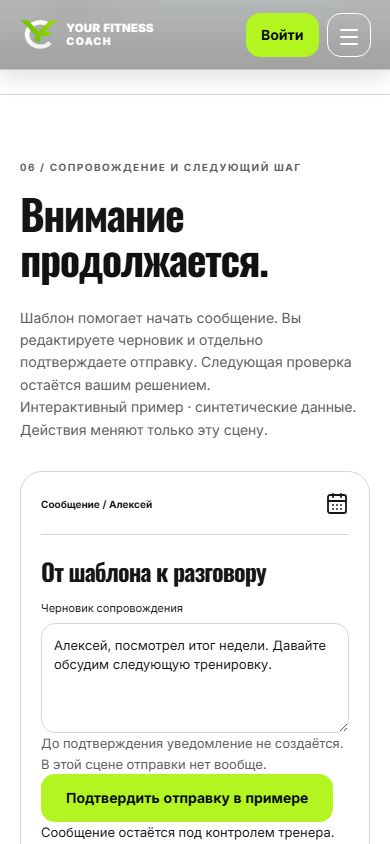 YOUR FITNESS
COACH
Войти
06 / СОПРОВОЖДЕНИЕ И СЛЕДУЮЩИЙ ШАГ
Внимание
продолжается.
Шаблон помогает начать сообщение. Вы
редактируете черновик и отдельно
подтверждаете отправку. Следующая проверка
остаётся вашим решением.
Интерактивный пример · синтетические данные.
Действия меняют только эту сцену.
Сообщение / Алексей
От шаблона к разговору
Черновик сопровождения
Алексей, посмотрел итог недели. Давайте
обсудим следующую тренировку.
До подтверждения уведомление не создаётся.
В этой сцене отправки нет вообще.
Подтвердить отправку в примере
Сообщение остаётся под контролем тренера.